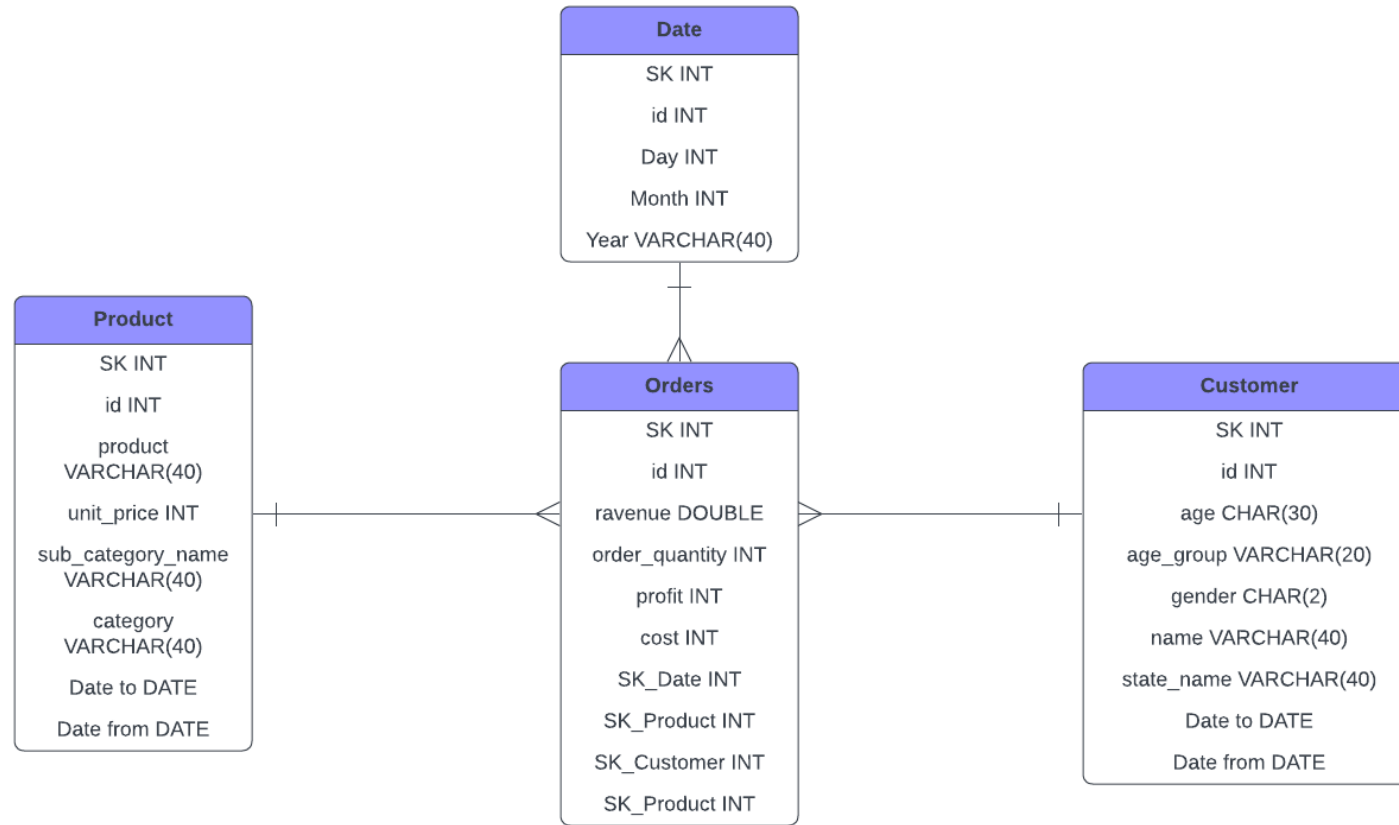 Date
SK INT
id INT
Day INT
Month INT
Year VARCHAR(40)
Product
SK INT
id INT
product
VARCHAR(40)
unit_price INT
sub_category_name
VARCHAR(40)
category
VARCHAR(40)
Date to DATE
Date from DATE
Orders
SK INT
id INT
ravenue DOUBLE
order_quantity INT
profit INT
cost INT
SK_Date INT
SK_Product INT
SK_Customer INT
SK_Product INT
Customer
SK INT
id INT
age CHAR(30)
age_group VARCHAR(20)
gender CHAR(2)
name VARCHAR(40)
state_name VARCHAR(40)
Date to DATE
Date from DATE